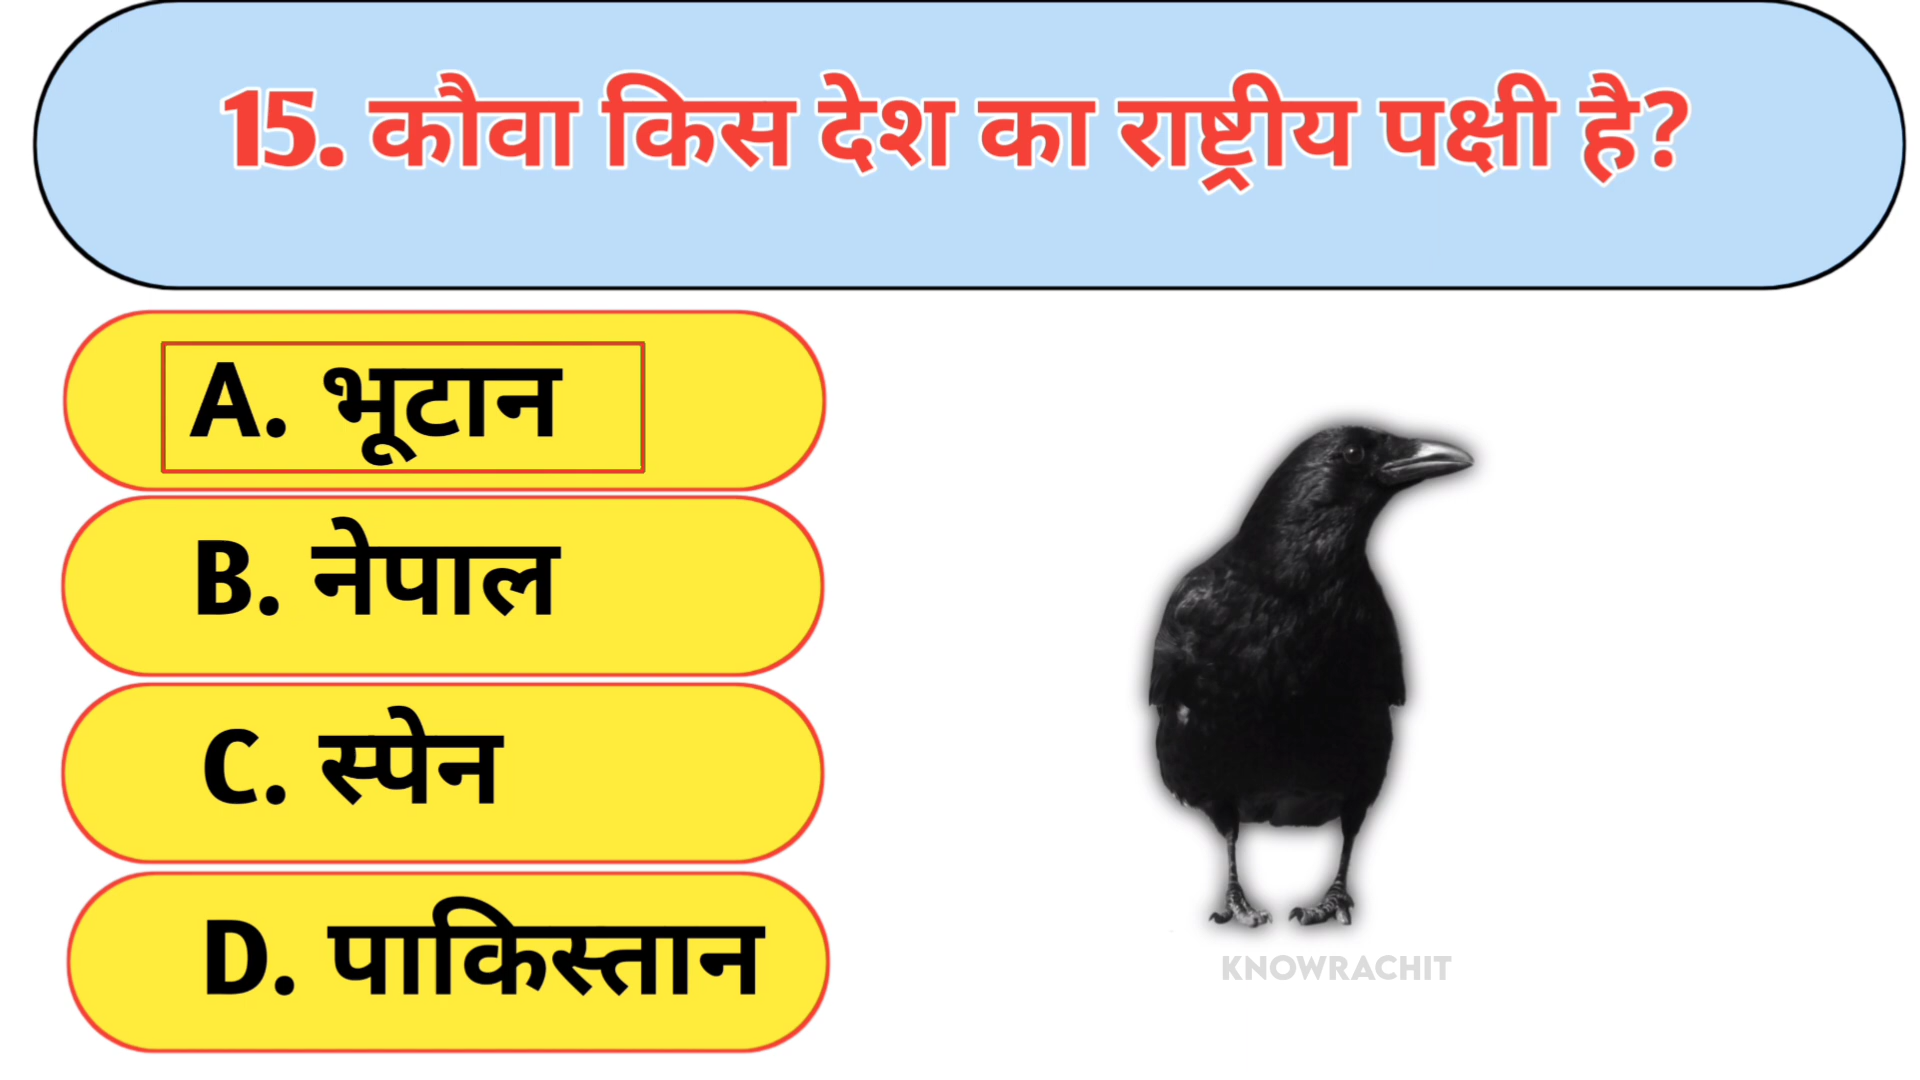 15. कौवा किस देश का राष्ट्रीय पक्षी है?
A. भूटान
B. नेपाल
C. स्पेन
D. पाकिस्तान
KNOWRACHIT